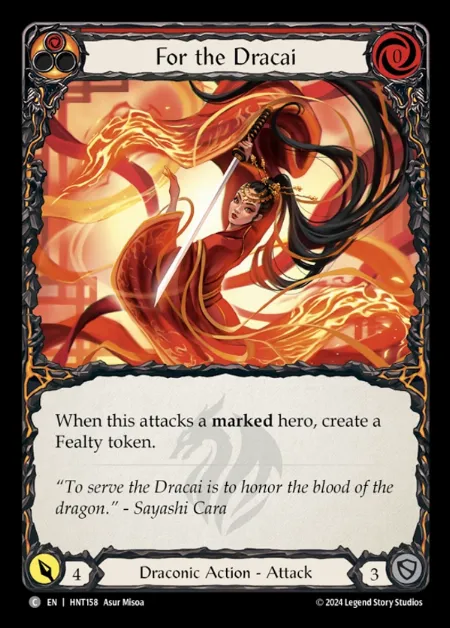 For the Dracai
0
When this attacks a marked hero, create a
Fealty token.
“To serve the Dracai is to honor the blood of the
dragon.” - Sayashi Cara
4
Draconic Action - Attack
3
C EN | HNT158 Asur Misoa
© 2024 Legend Story Studios